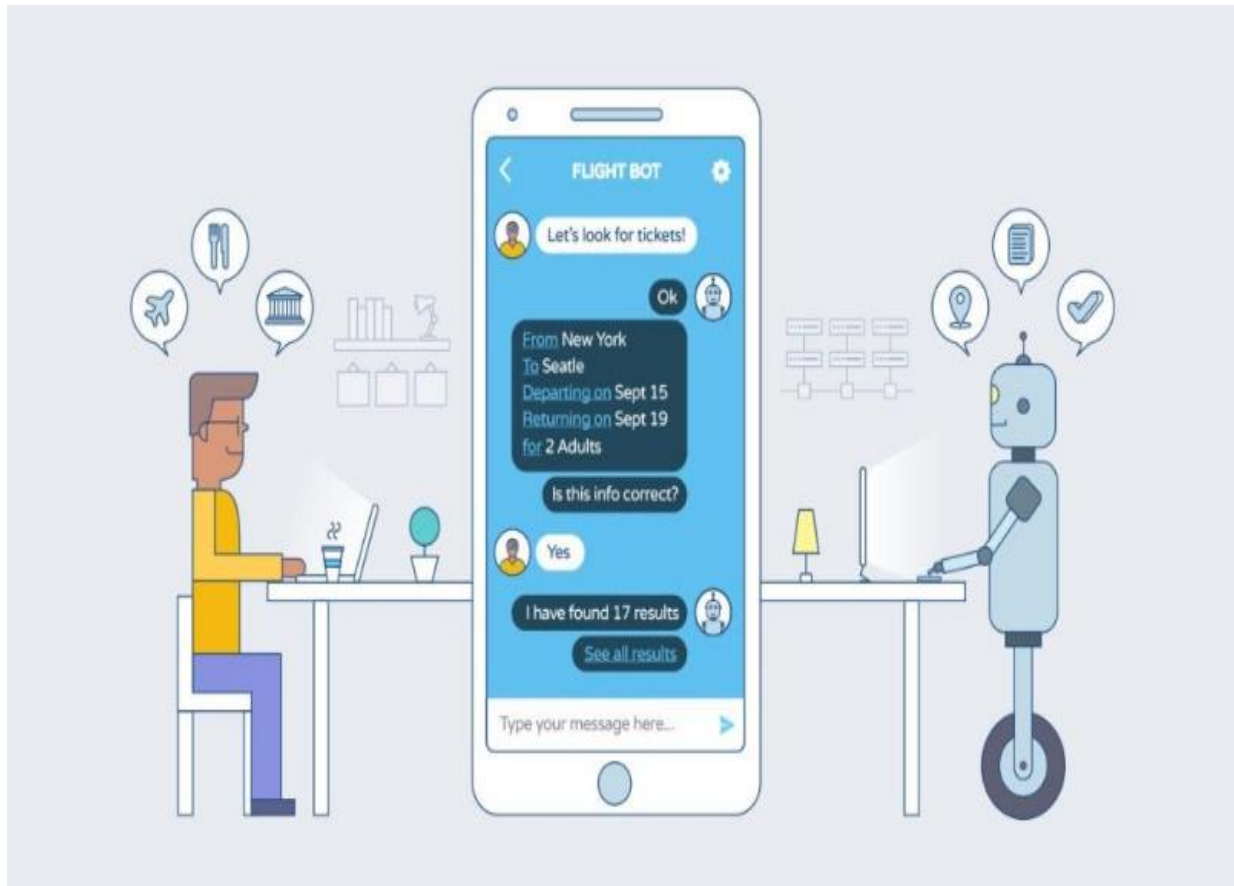 FLIGHT BOT
Let's look for tickets!
Ok
From New York
To Seatle
Departing on Sept 15
Returning on Sept 19
for 2 Adults
Is this info correct?
Yes
I have found 17 results
See all results
Type your message here...